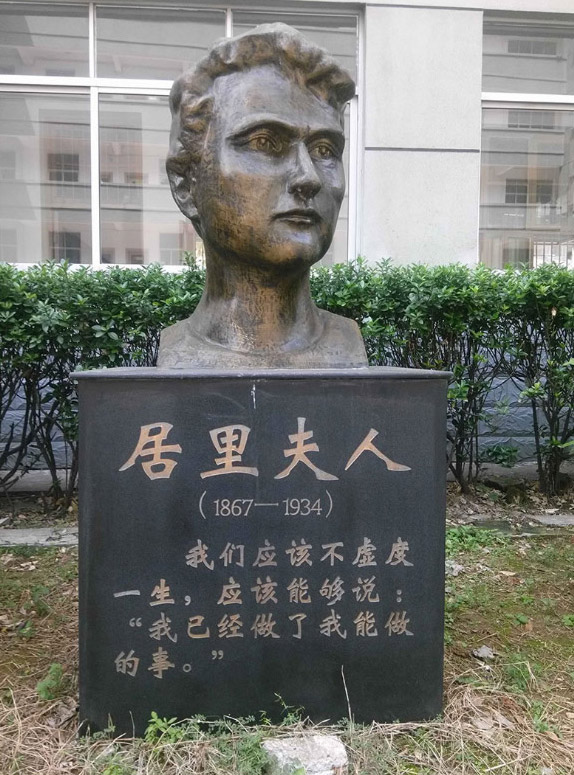 居里夫人
（1867—1934）
我们应该不虚度
一生，应该能够说：
“我已经做了我能做
的事。”